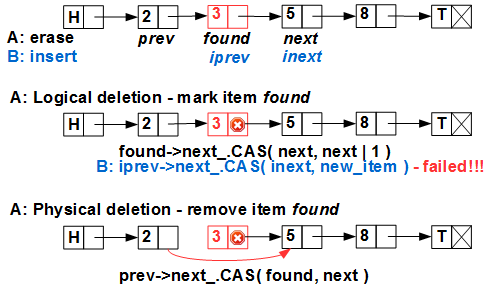 H 2 3 5 8 T
A: erase prev found next
B: insert iprev inext
A: Logical deletion - mark item found
H 2 3 5 8 T
found->next_.CAS( next, next | 1 )
B: iprev->next_.CAS( inext, new_item ) - failed!!!
A: Physical deletion - remove item found
H 2 3 5 8 T
prev->next_.CAS( found, next )